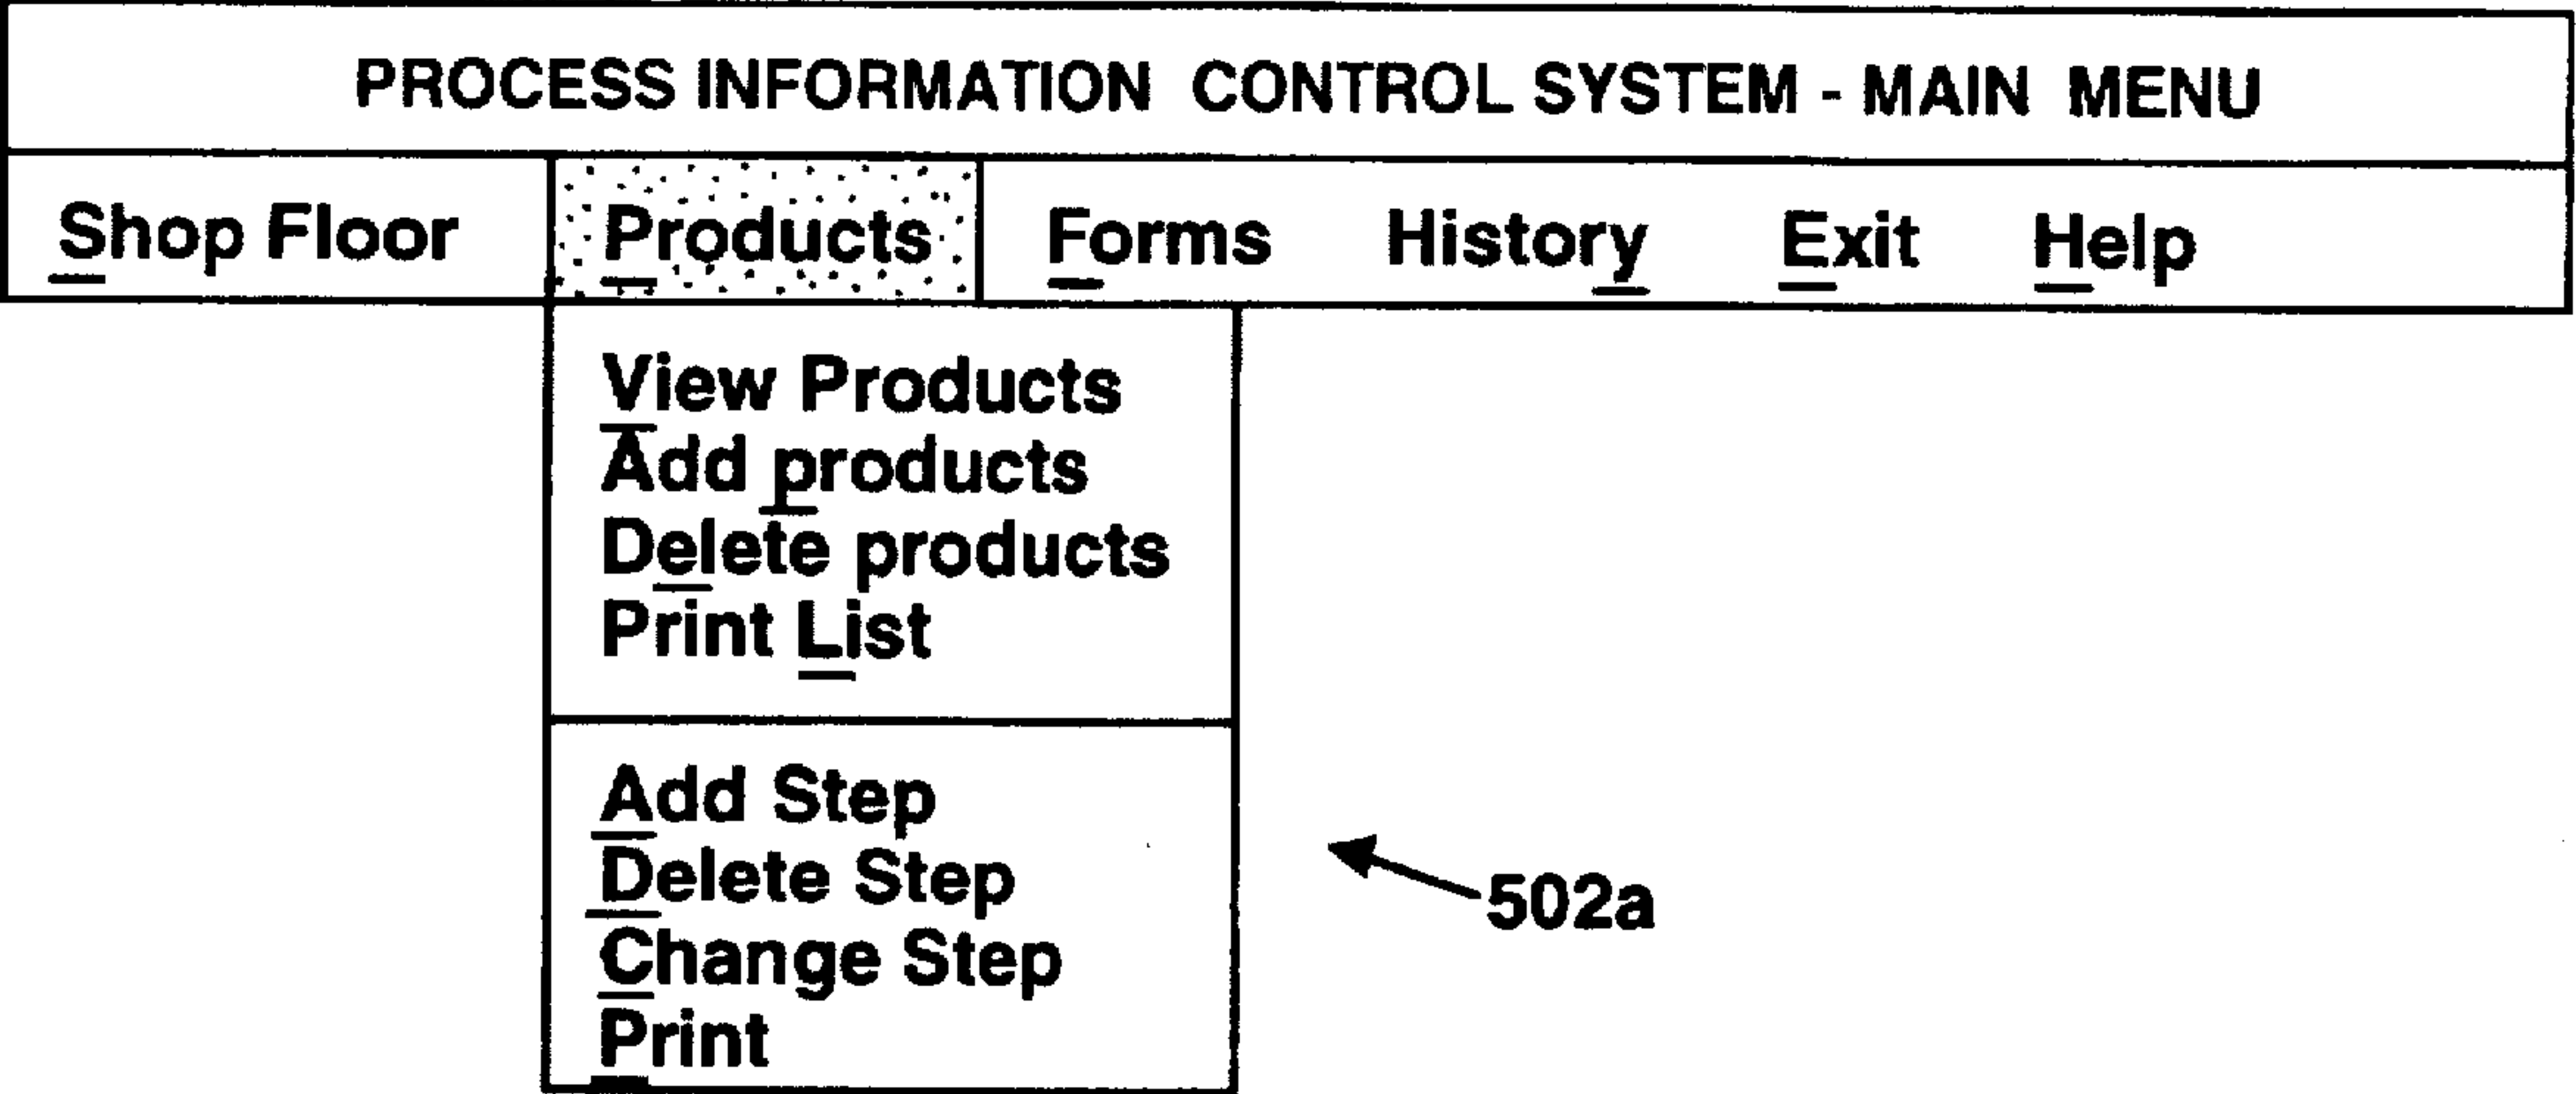 PROCESS INFORMATION CONTROL SYSTEM - MAIN MENU
Shop Floor Products Forms History Exit Help
View Products
Add products
Delete products
Print List
Add Step
Delete Step
Change Step
Print
502a